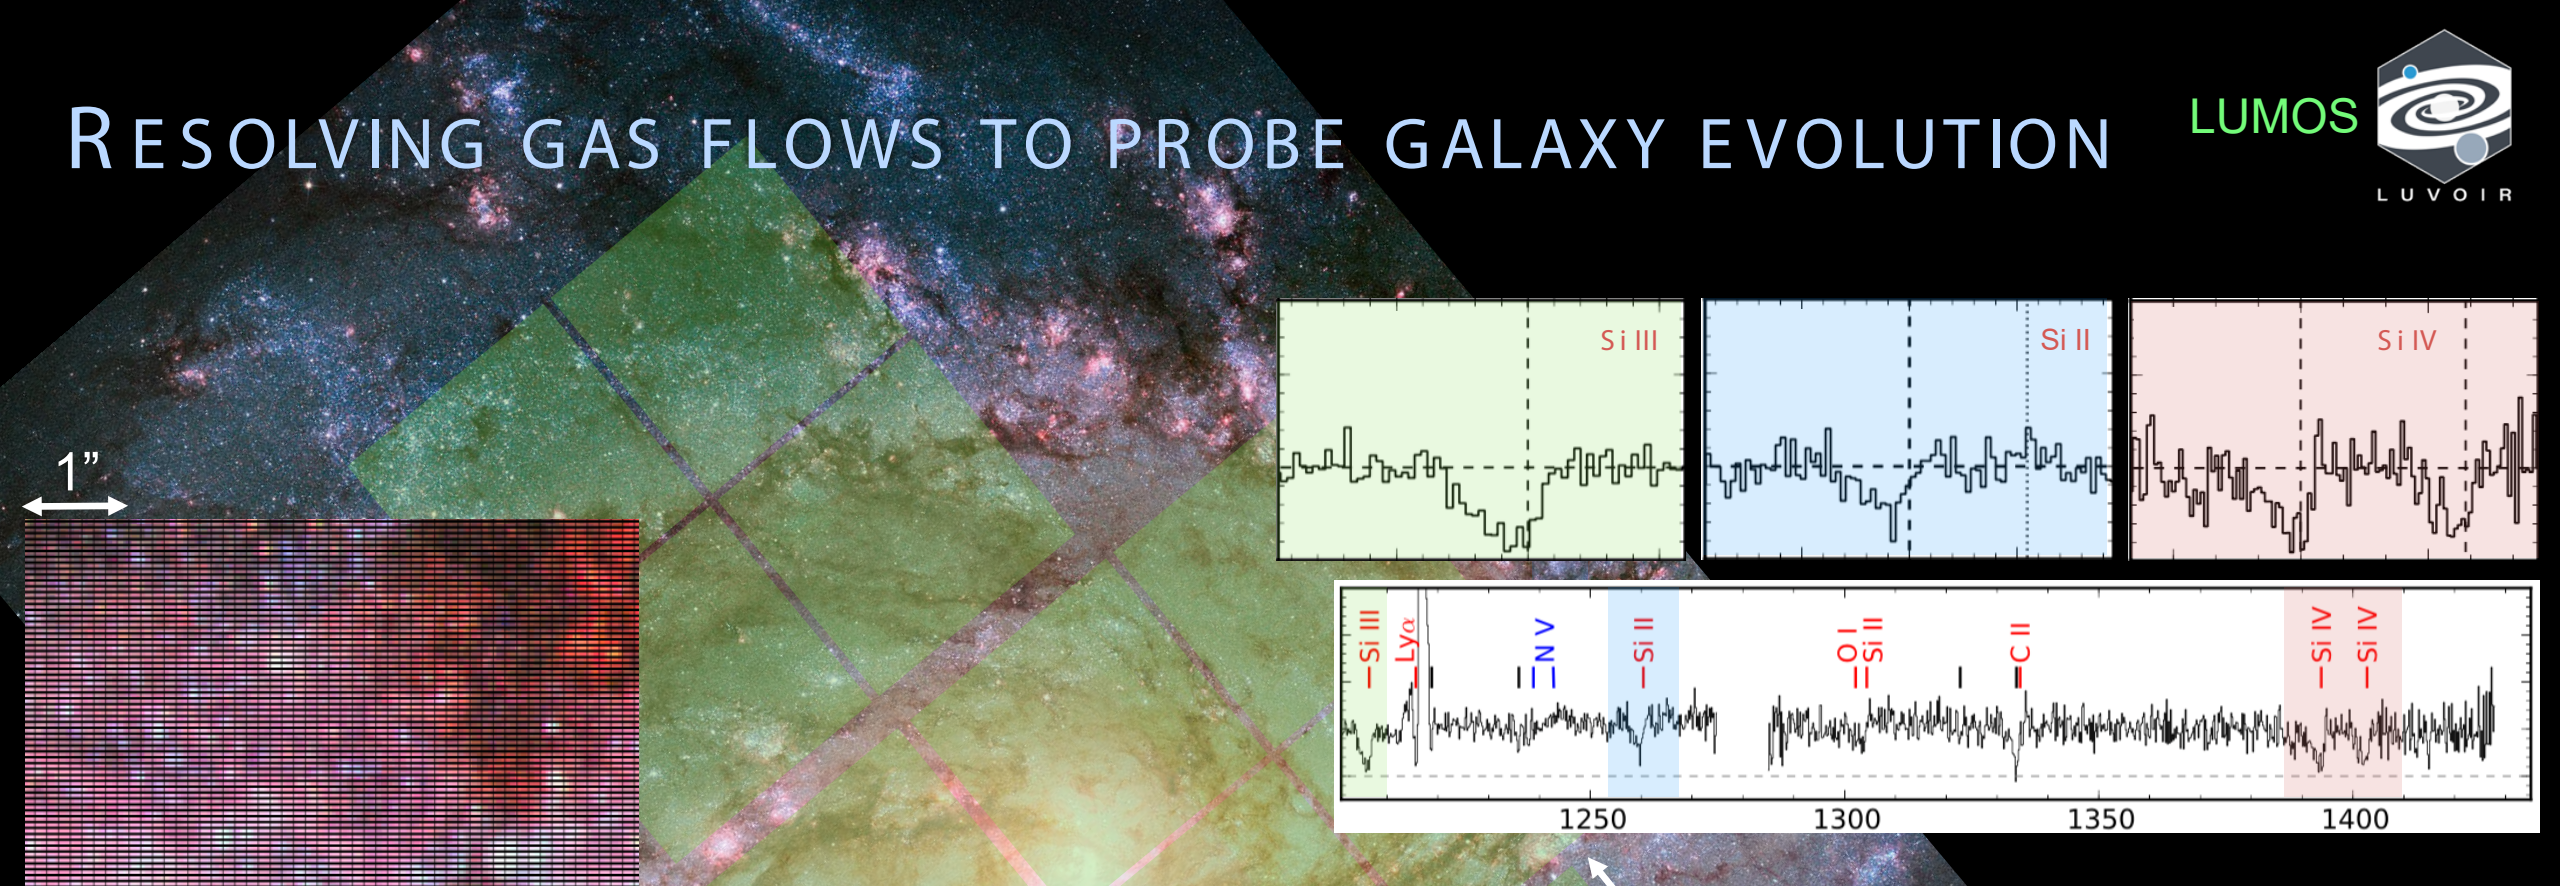 RESOLVING GAS FLOWS TO PROBE GALAXY EVOLUTION
LUMOS
LUVOIR
Si III
Si II
Si IV
1”
Si III
Lyα
N V
Si II
O I
Si II
C II
Si IV
Si IV
1250 1300 1350 1400